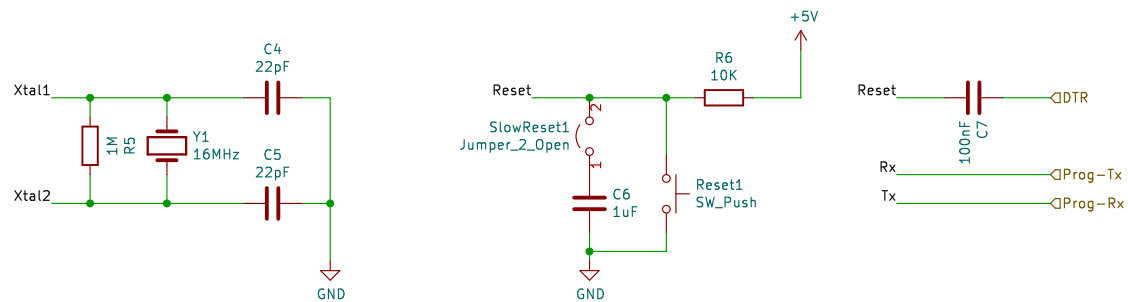 Xtal1
Xtal2
1M
R5
Y1
16MHz
C4
22pF
C5
22pF
GND
Reset
SlowReset1
Jumper_2_Open
2
1
C6
1uF
GND
Reset1
SW_Push
R6
10K
+5V
Reset
100nF
C7
DTR
Rx
Prog-Tx
Tx
Prog-Rx